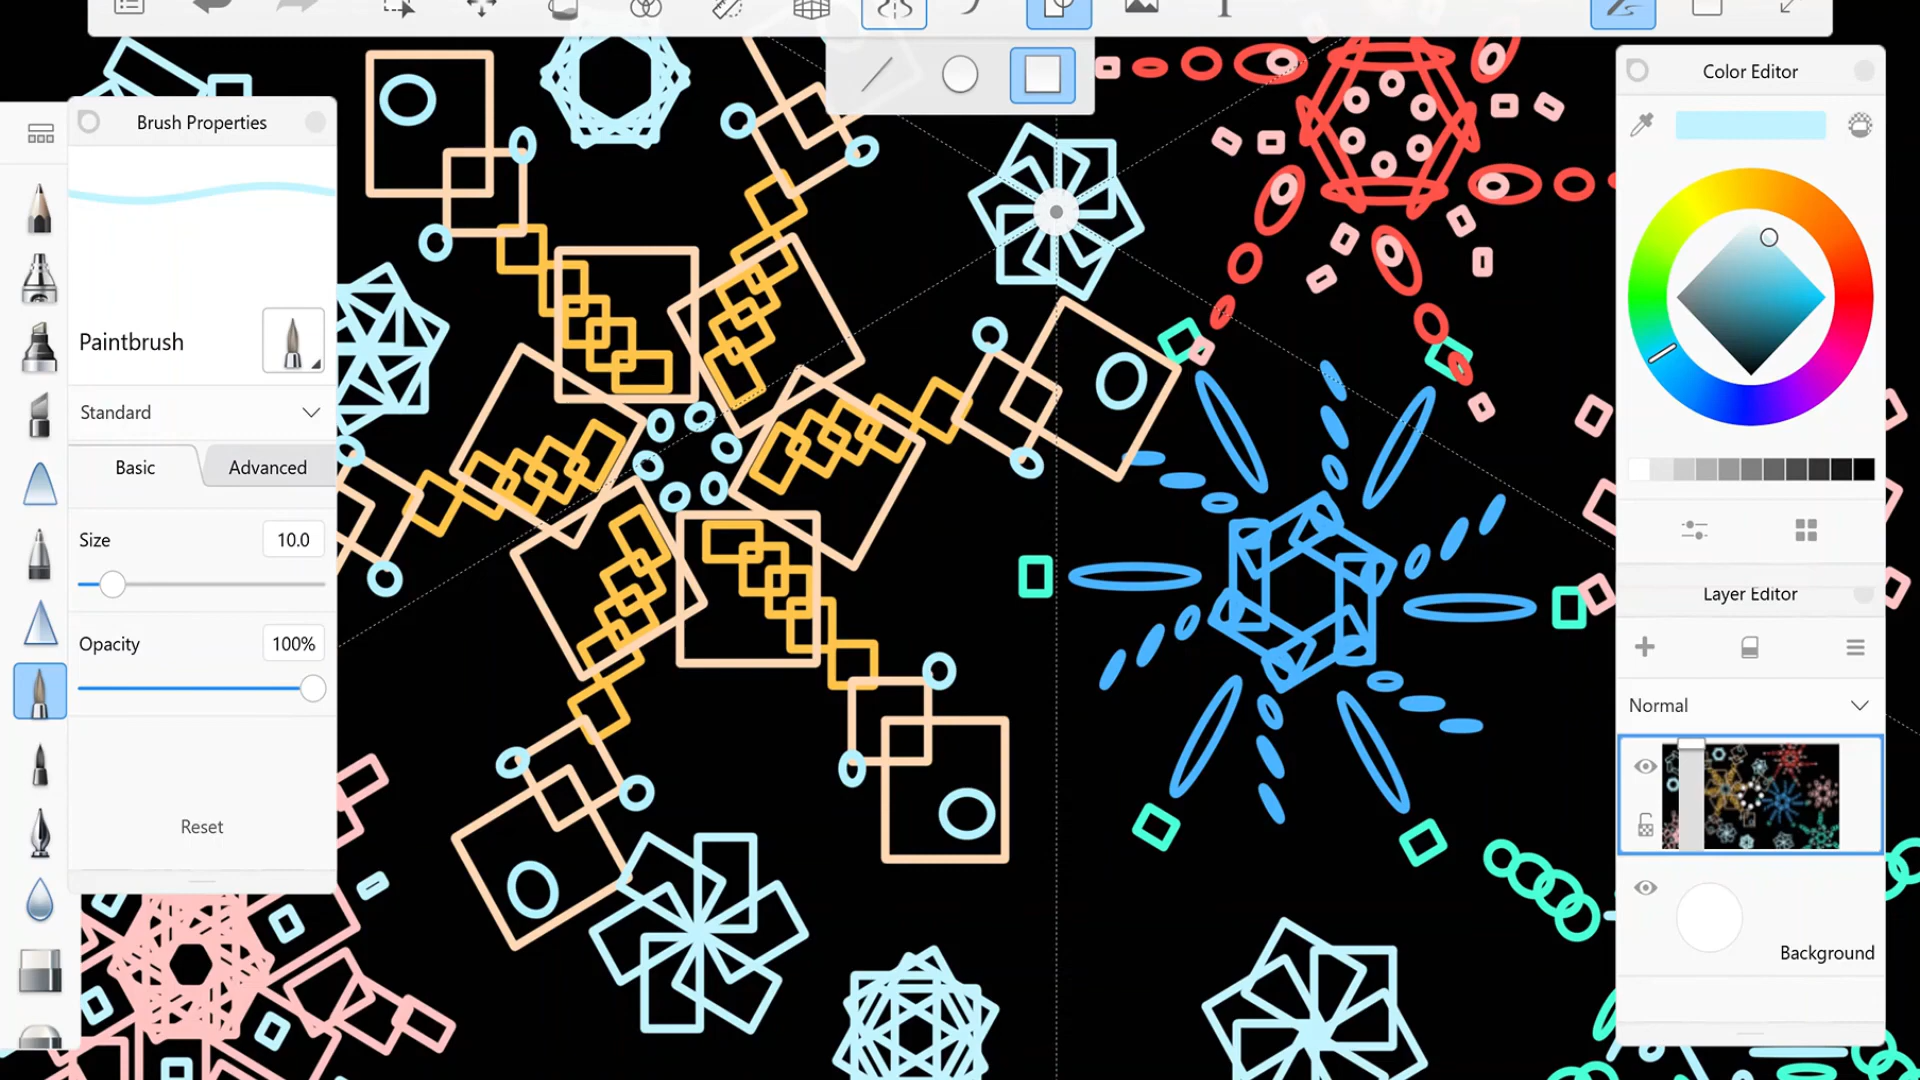 Brush Properties
Paintbrush
Standard
Basic
Advanced
Size
10.0
Opacity
100%
Reset
Color Editor
Layer Editor
Normal
Background